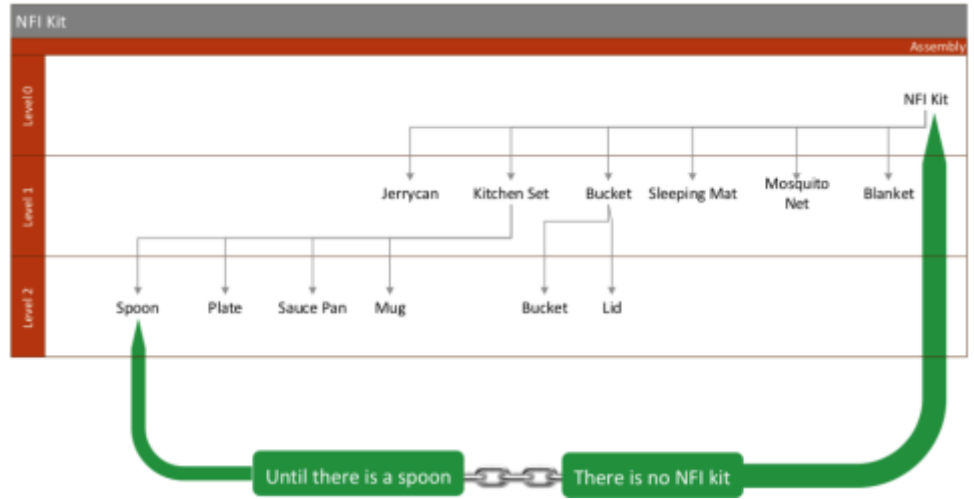 NFI Kit
Assembly
Level 0
NFI Kit
Level 1
Jerrycan
Kitchen Set
Bucket
Sleeping Mat
Mosquito
Net
Blanket
Level 2
Spoon
Plate
Sauce Pan
Mug
Bucket
Lid
Until there is a spoon
There is no NFI kit